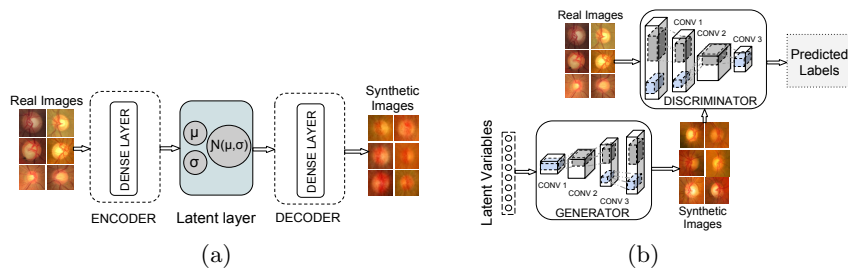 Real Images
DENSE LAYER
ENCODER
μ
σ
N(μ,σ)
Latent layer
DENSE LAYER
DECODER
Synthetic
Images
(a)
Real Images
CONV 1
CONV 2
CONV 3
DISCRIMINATOR
Predicted
Labels
Latent Variables
CONV 1
CONV 2
CONV 3
GENERATOR
Synthetic
Images
(b)